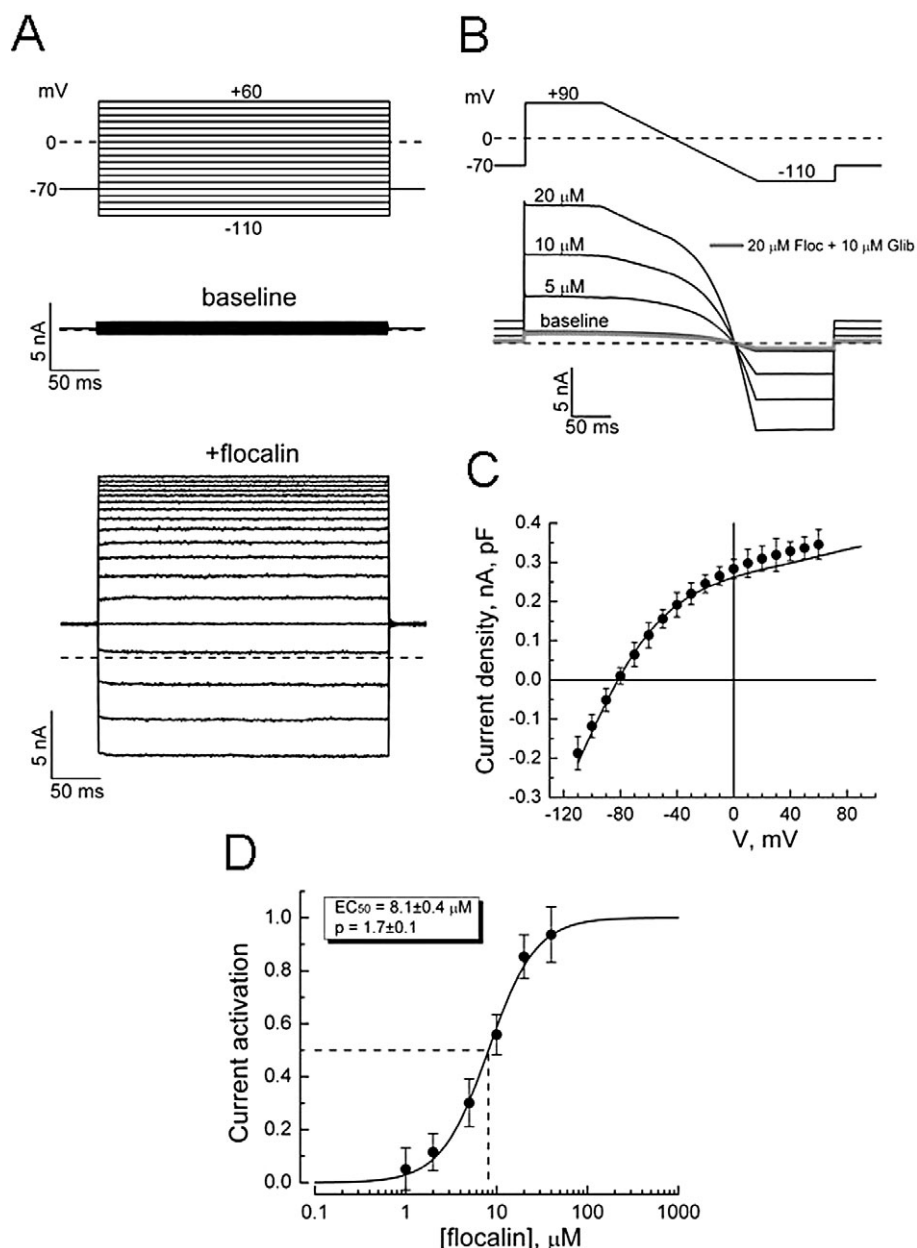 A
mV
+60
0
-70
-110
baseline
5 nA
50 ms
+flocalin
5 nA
50 ms
B
+90
0
-70
-110
20 μM
20 μM Floc + 10 μM Glib
10 μM
5 μM
baseline
5 nA
50 ms
C
Current density, nA, pF
0.4
0.3
0.2
0.1
0.0
-0.1
-0.2
-0.3
-120 -80 -40 0 40 80
V, mV
D
EC50 = 8.1±0.4 μM
p = 1.7±0.1
Current activation
1.0
0.8
0.6
0.4
0.2
0.0
0.1 1 10 100 1000
[flocalin], μM